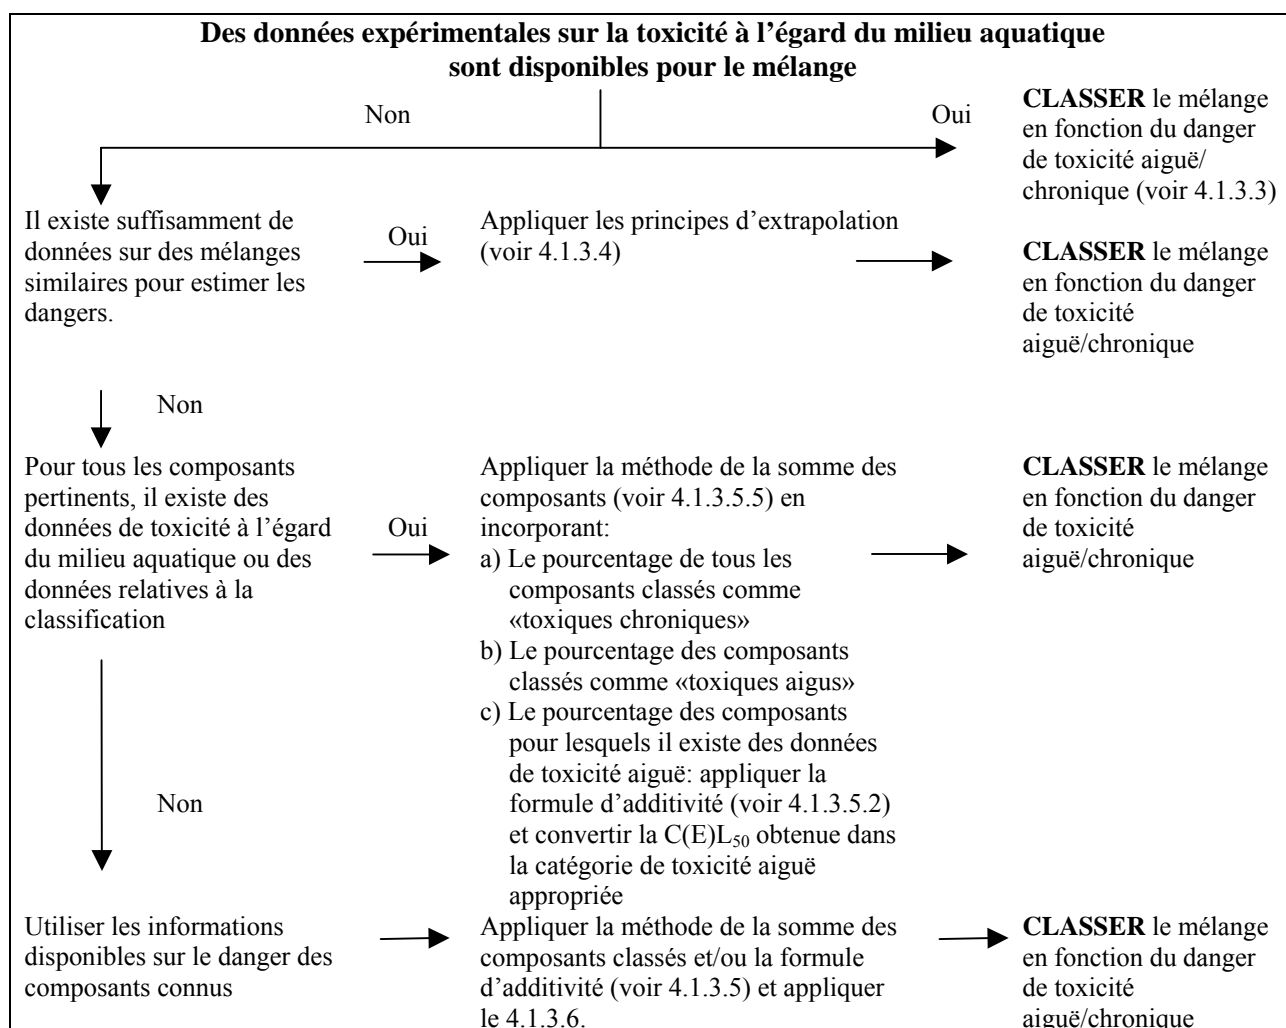 Des données expérimentales sur la toxicité à l’égard du milieu aquatique
sont disponibles pour le mélange
Non
Oui
CLASSER le mélange
en fonction du danger
de toxicité aiguë/
chronique (voir 4.1.3.3)
Il existe suffisamment de
données sur des mélanges
similaires pour estimer les
dangers.
Oui
Appliquer les principes d’extrapolation
(voir 4.1.3.4)
CLASSER le mélange
en fonction du danger
de toxicité
aiguë/chronique
Non
Pour tous les composants
pertinents, il existe des
données de toxicité à l’égard
du milieu aquatique ou des
données relatives à la
classification
Oui
Appliquer la méthode de la somme des
composants (voir 4.1.3.5.5) en
incorporant:
a) Le pourcentage de tous les
composants classés comme
«toxiques chroniques»
b) Le pourcentage des composants
classés comme «toxiques aigus»
c) Le pourcentage des composants
pour lesquels il existe des données
de toxicité aiguë: appliquer la
formule d’additivité (voir 4.1.3.5.2)
et convertir la C(E)L50 obtenue dans
la catégorie de toxicité aiguë
appropriée
CLASSER le mélange
en fonction du danger
de toxicité
aiguë/chronique
Non
Utiliser les informations
disponibles sur le danger des
composants connus
Appliquer la méthode de la somme des
composants classés et/ou la formule
d’additivité (voir 4.1.3.5) et appliquer
le 4.1.3.6.
CLASSER le mélange
en fonction du danger
de toxicité
aiguë/chronique